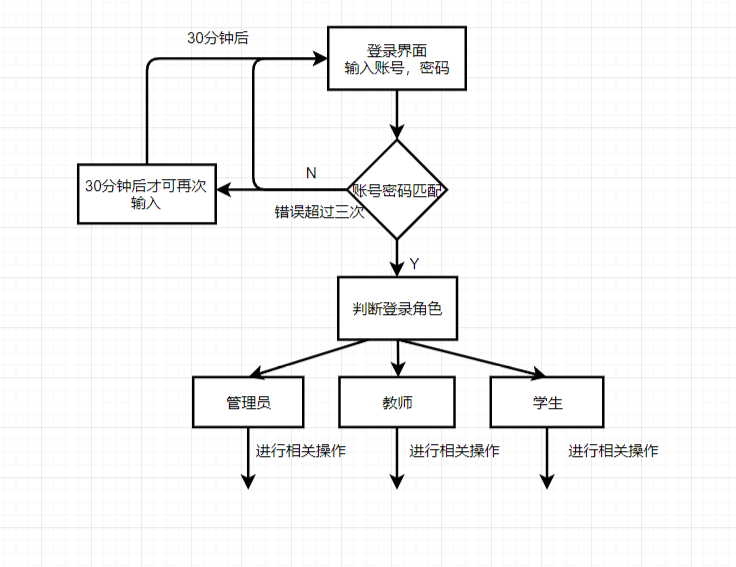 30分钟后
登录界面
输入账号，密码
N
30分钟后才可再次
输入
账号密码匹配
错误超过三次
Y
判断登录角色
管理员
教师
学生
进行相关操作
进行相关操作
进行相关操作